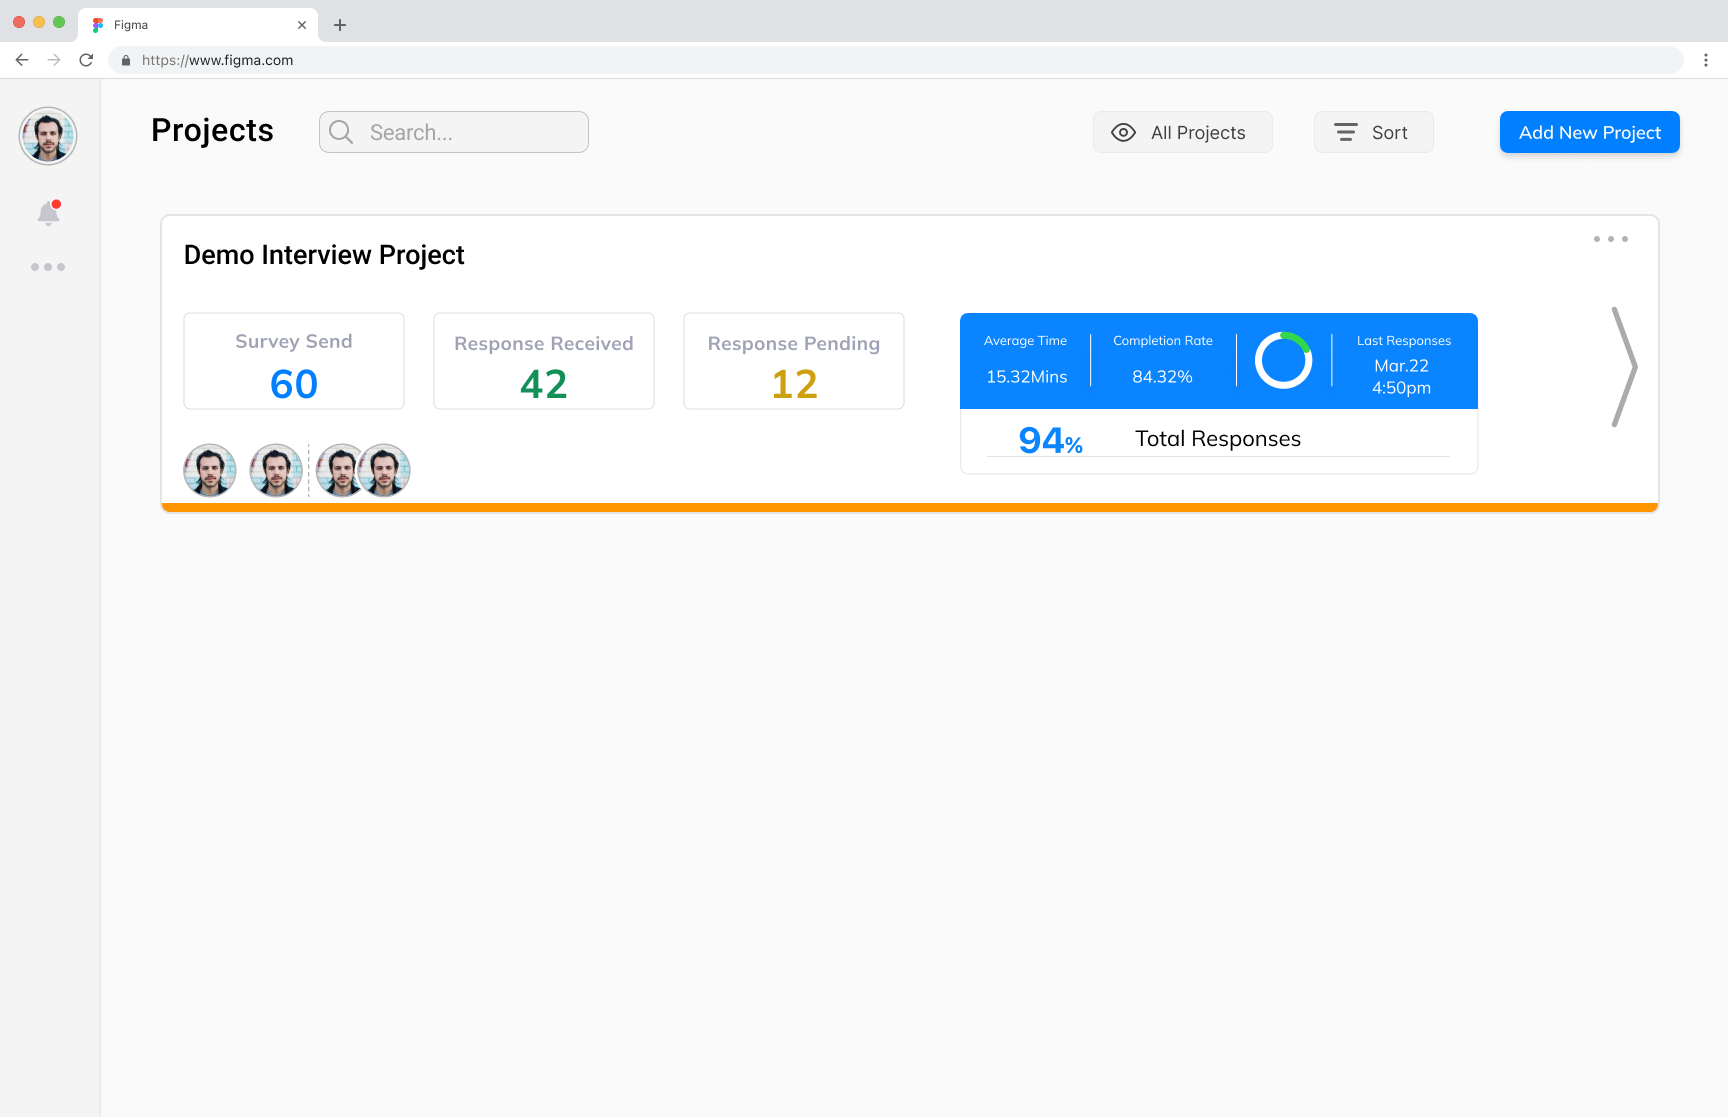 Figma
https://www.figma.com
Projects
Search...
All Projects
Sort
Add New Project
Demo Interview Project
Survey Send
60
Response Received
42
Response Pending
12
Average Time
15.32Mins
Completion Rate
84.32%
Last Responses
Mar.22
4:50pm
94%
Total Responses